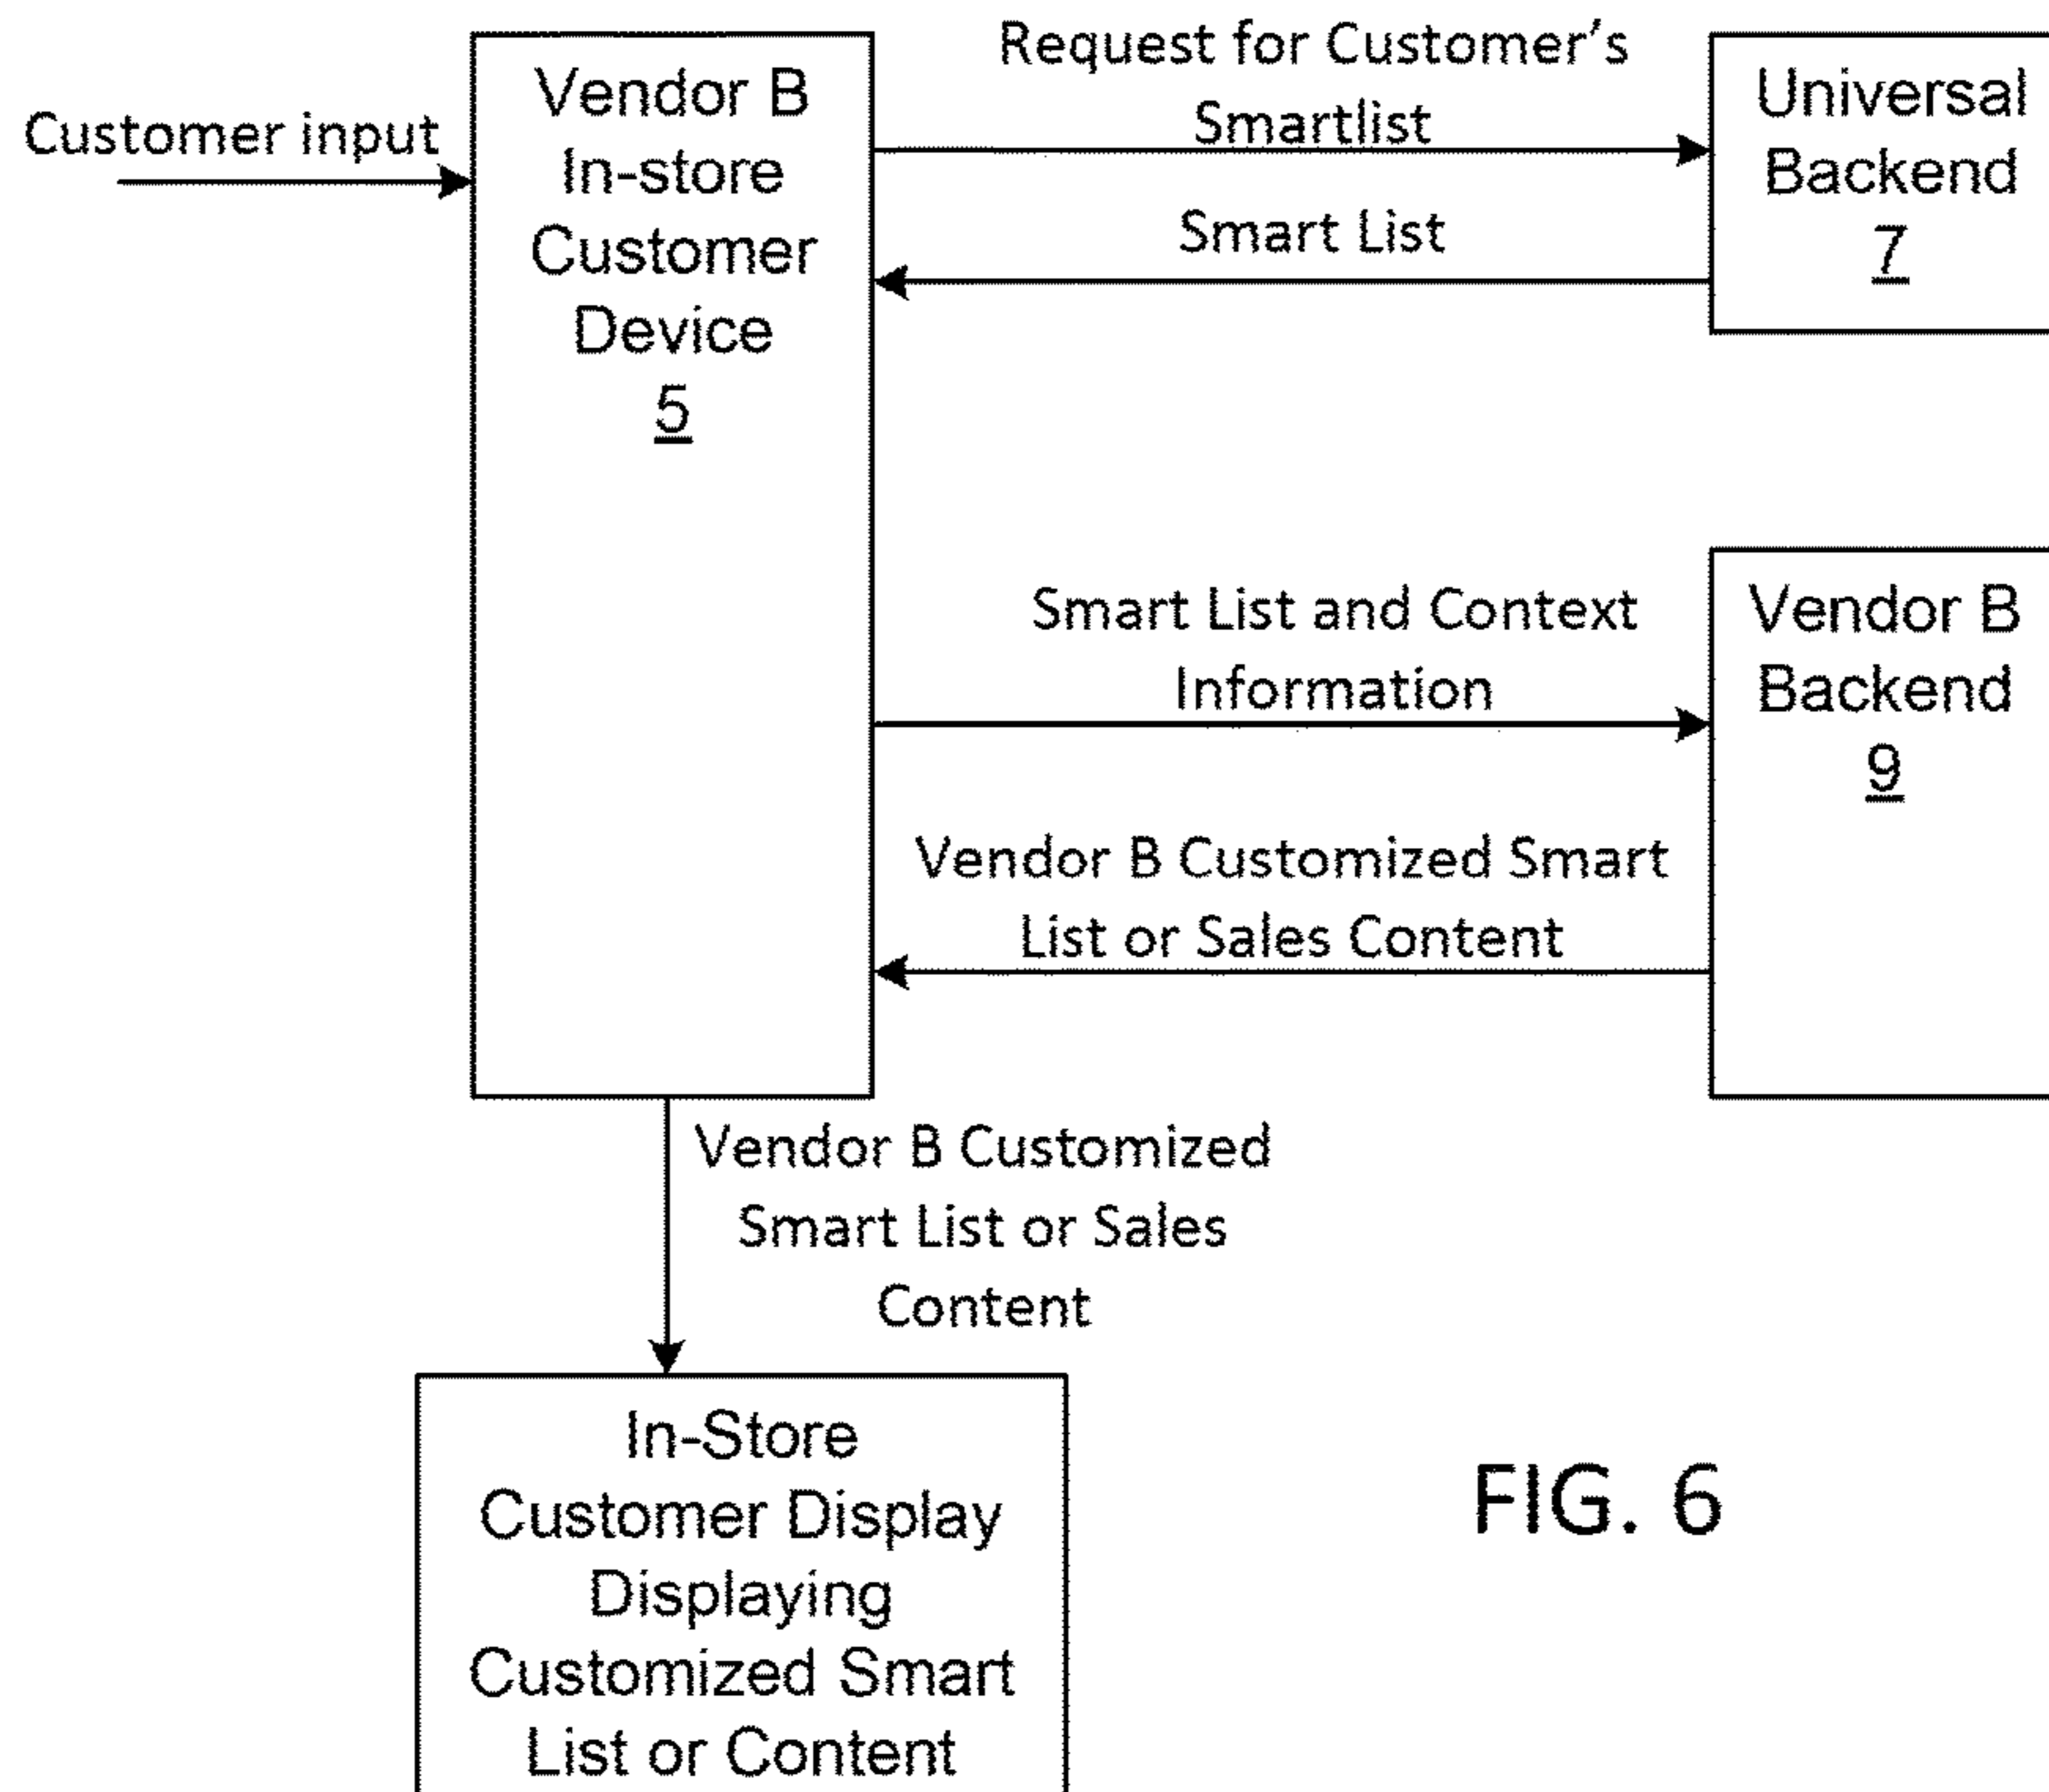 Customer input
Vendor B
In-store
Customer
Device
5
Request for Customer's
Smartlist
Smart List
Universal
Backend
7
Smart List and Context
Information
Vendor B Customized Smart
List or Sales Content
Vendor B
Backend
9
Vendor B Customized
Smart List or Sales
Content
In-Store
Customer Display
Displaying
Customized Smart
List or Content
FIG. 6